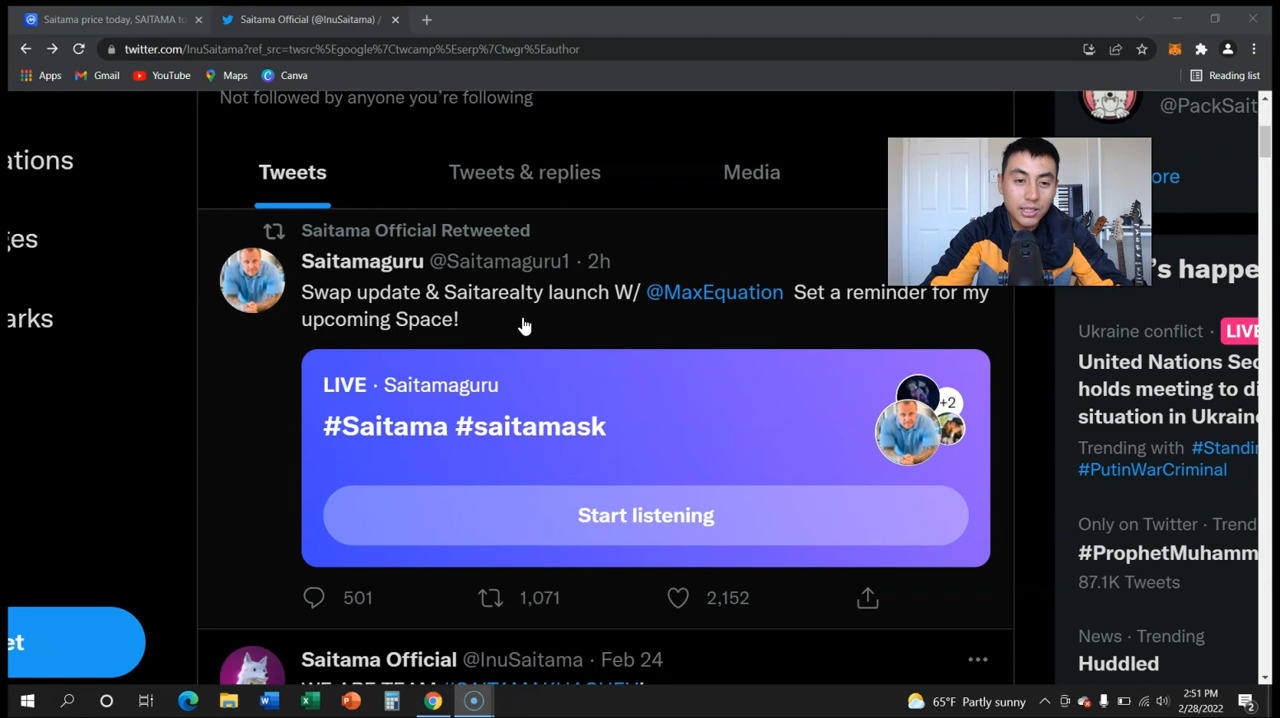 Saitama price today, SAITAMA to
Saitama Official (@InuSaitama) /
twitter.com/InuSaitama?ref_src=twsrc%5Egoogle%7Ctwcamp%5Eserp%7Ctwgr%5Eauthor
Apps
Gmail
YouTube
Maps
Canva
Reading list
Not followed by anyone you're following
@PackSait
ations
Tweets
Tweets & replies
Media
ore
Saitama Official Retweeted
ges
Saitamaguru @Saitamaguru1 · 2h
's happe
Swap update & Saitarealty launch W/ @MaxEquation Set a reminder for my
upcoming Space!
arks
Ukraine conflict · LIVE
United Nations Sec
holds meeting to di
situation in Ukraine
LIVE · Saitamaguru
+2
#Saitama #saitamask
Trending with #Standi
#PutinWarCriminal
Start listening
Only on Twitter · Trend
#ProphetMuhamm
87.1K Tweets
501
1,071
2,152
et
News · Trending
Huddled
Saitama Official @InuSaitama · Feb 24
65°F Partly sunny
2:51 PM
2/28/2022
2